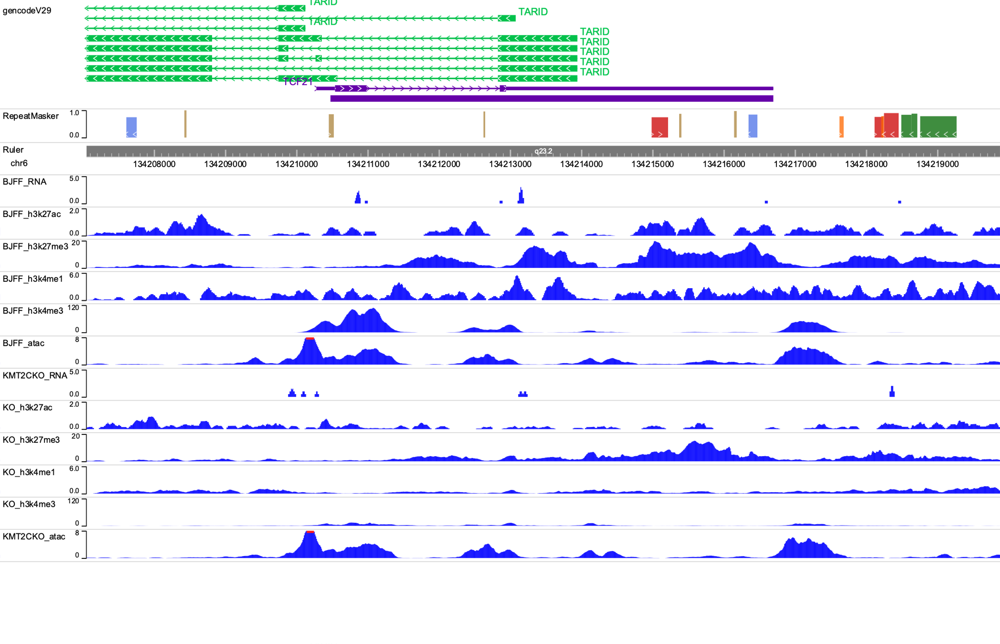 TARID
gencodeV29
TARID
TARID
TARID
TARID
TARID
TARID
TARID
TCF21
RepeatMasker 1.0
0.0
Ruler
q23.2
chr6
134208000 134209000 134210000 134211000 134212000 134213000 134214000 134215000 134216000 134217000 134218000 134219000
BJFF_RNA 5.0
0.0
BJFF_h3k27ac 2.0
0.0
BJFF_h3k27me3 20
0
BJFF_h3k4me1 6.0
0.0
BJFF_h3k4me3 120
0
BJFF_atac 8
0
KMT2CKO_RNA 5.0
0.0
KO_h3k27ac 2.0
0.0
KO_h3k27me3 20
0
KO_h3k4me1 6.0
0.0
KO_h3k4me3 120
0
KMT2CKO_atac 8
0